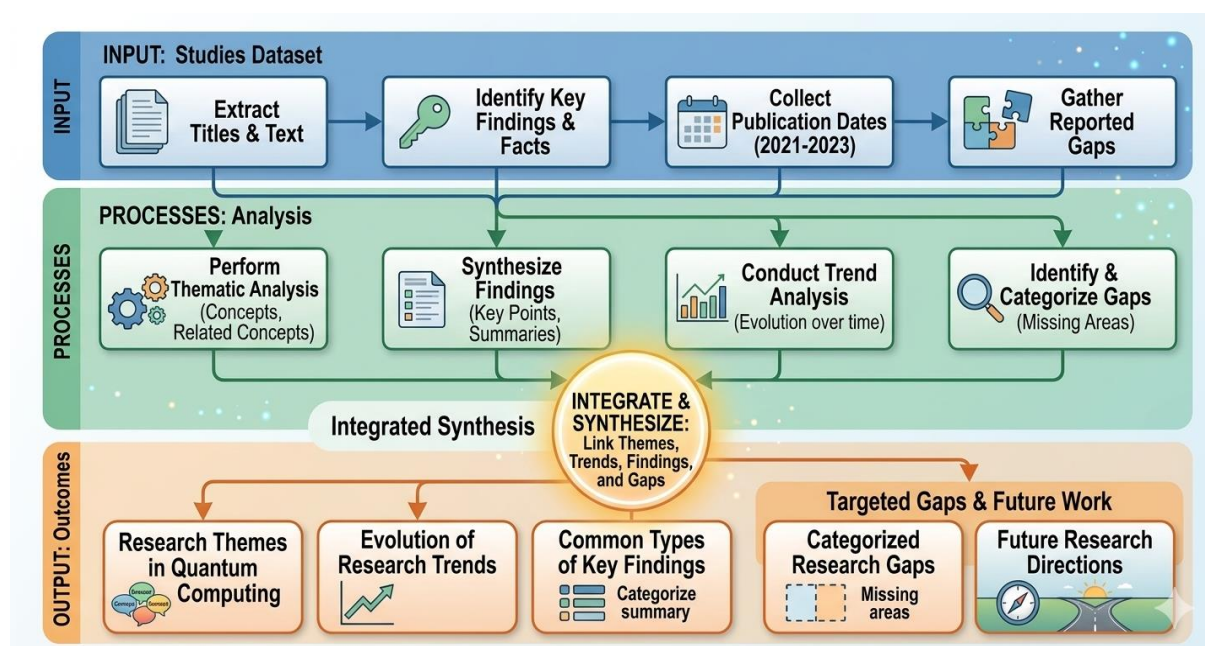 INPUT
INPUT: Studies Dataset
Extract
Titles & Text
Identify Key
Findings &
Facts
Collect
Publication Dates
(2021-2023)
Gather
Reported
Gaps
PROCESSES
PROCESSES: Analysis
Perform
Thematic Analysis
(Concepts,
Related Concepts)
Synthesize
Findings
(Key Points,
Summaries)
Conduct Trend
Analysis
(Evolution over time)
Identify &
Categorize Gaps
(Missing Areas)
Integrated Synthesis
INTEGRATE &
SYNTHESIZE:
Link Themes,
Trends, Findings,
and Gaps
OUTPUT: Outcomes
Research Themes
in Quantum
Computing
Evolution of
Research Trends
Common Types
of Key Findings
Categorize
summary
Targeted Gaps & Future Work
Categorized
Research Gaps
Missing
areas
Future Research
Directions